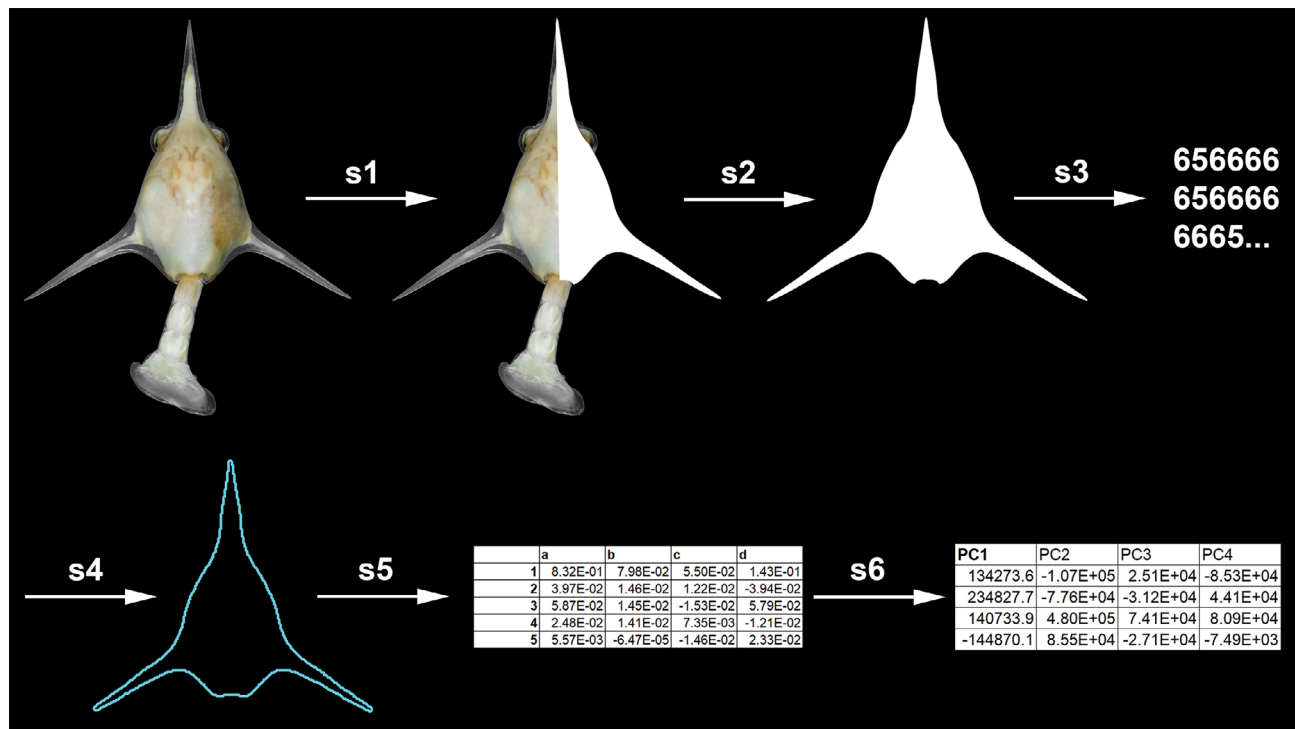 s1
s2
s3
656666
656666
6665...
s4
s5
a b c d
1 8.32E-01 7.98E-02 5.50E-02 1.43E-01
2 3.97E-02 1.46E-02 1.22E-02 -3.94E-02
3 5.87E-02 1.45E-02 -1.53E-02 5.79E-02
4 2.48E-02 1.41E-02 7.35E-03 -1.21E-02
5 5.57E-03 -6.47E-05 -1.46E-02 2.33E-02
s6
PC1 PC2 PC3 PC4
134273.6 -1.07E+05 2.51E+04 -8.53E+04
234827.7 -7.76E+04 -3.12E+04 4.41E+04
140733.9 4.80E+05 7.41E+04 8.09E+04
-144870.1 8.55E+04 -2.71E+04 -7.49E+03